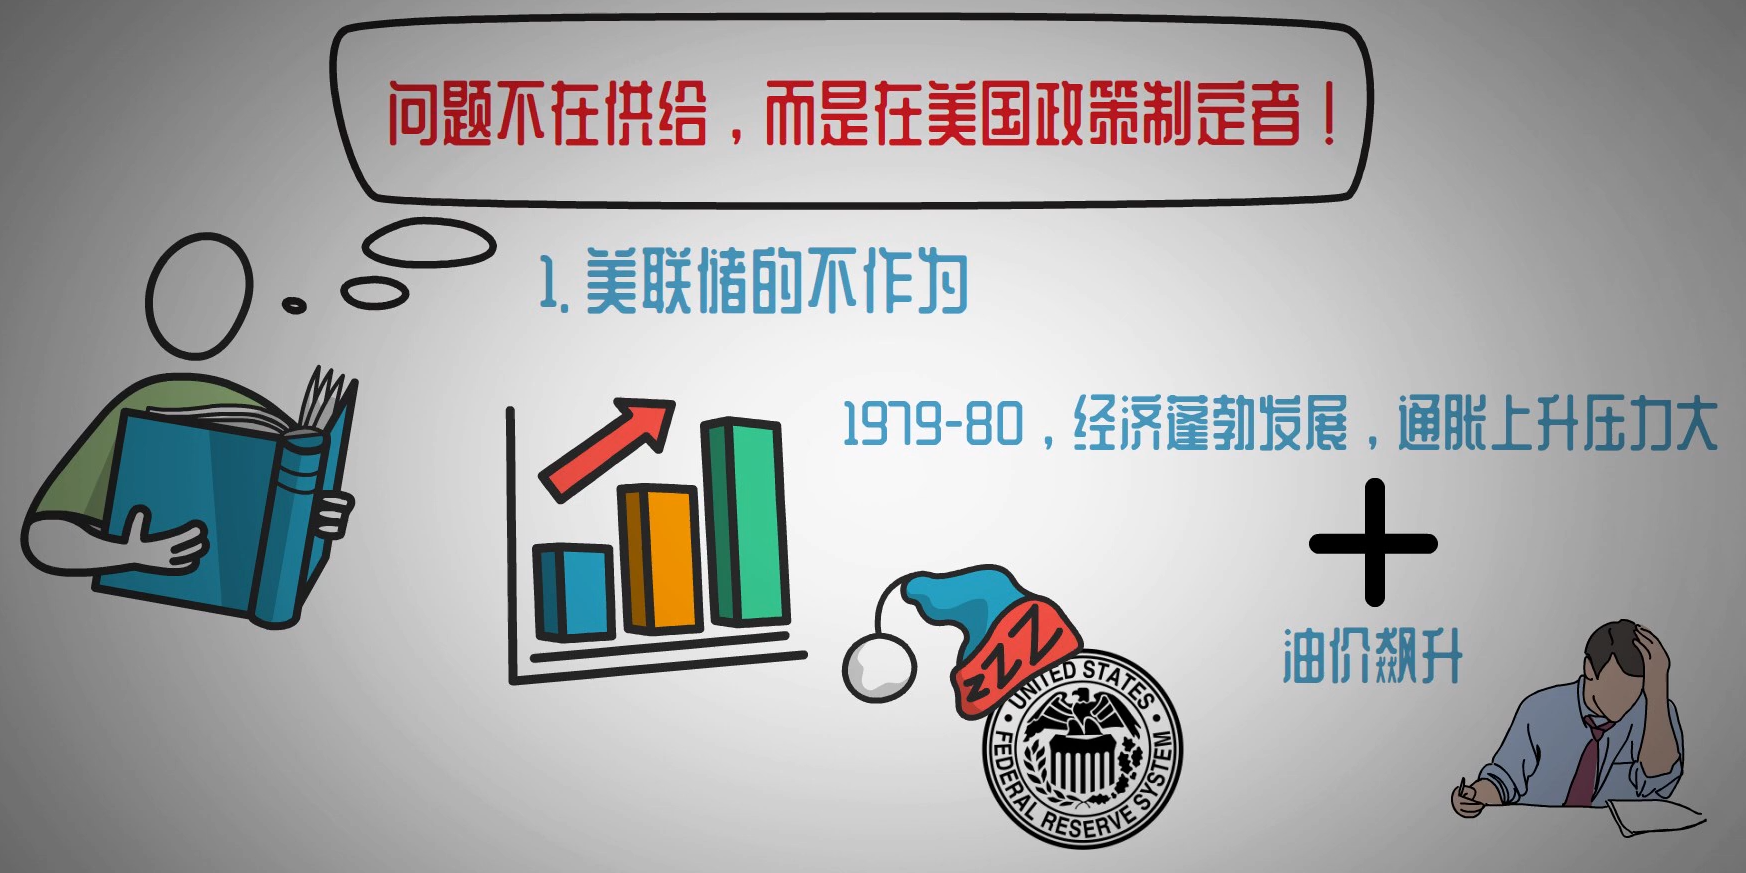 问题不在供给，而是在美国政策制定者！
1. 美联储的不作为
1979-80，经济蓬勃发展，通胀上升压力大
油价飙升
zZZ
UNITED STATES
FEDERAL RESERVE SYSTEM